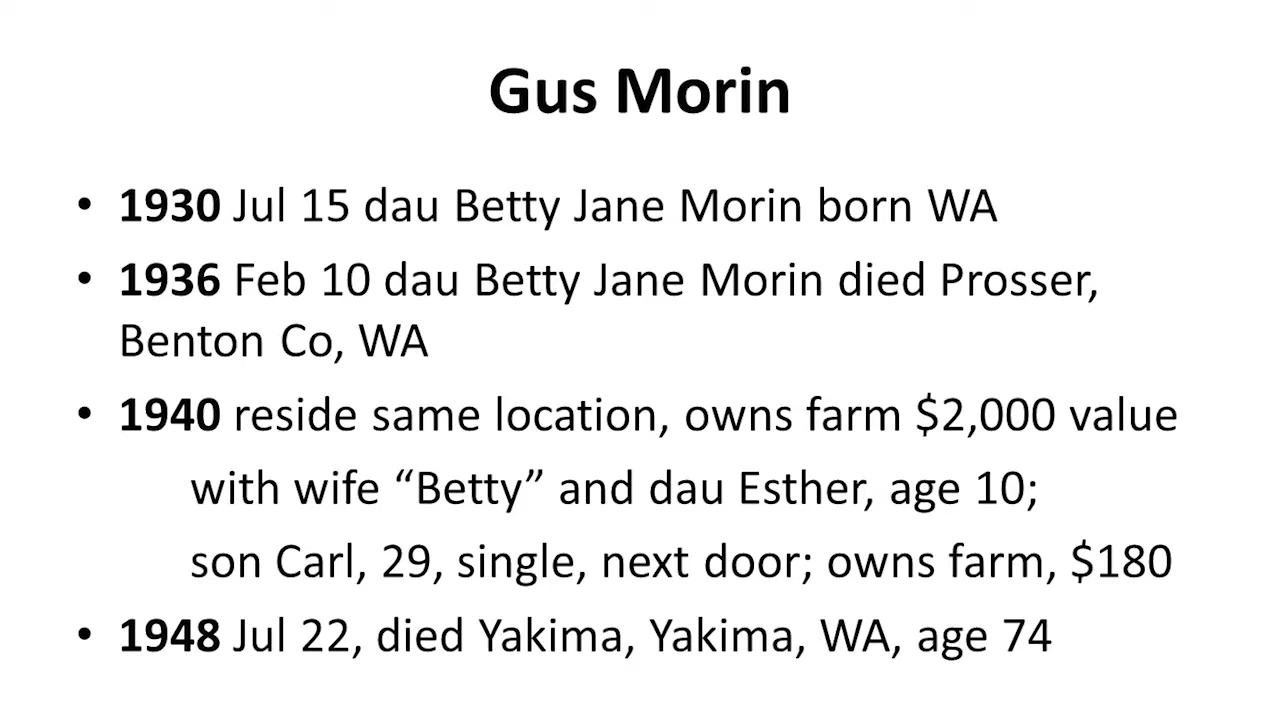 Gus Morin
• 1930 Jul 15 dau Betty Jane Morin born WA
• 1936 Feb 10 dau Betty Jane Morin died Prosser,
Benton Co, WA
• 1940 reside same location, owns farm $2,000 value
with wife “Betty” and dau Esther, age 10;
son Carl, 29, single, next door; owns farm, $180
• 1948 Jul 22, died Yakima, Yakima, WA, age 74